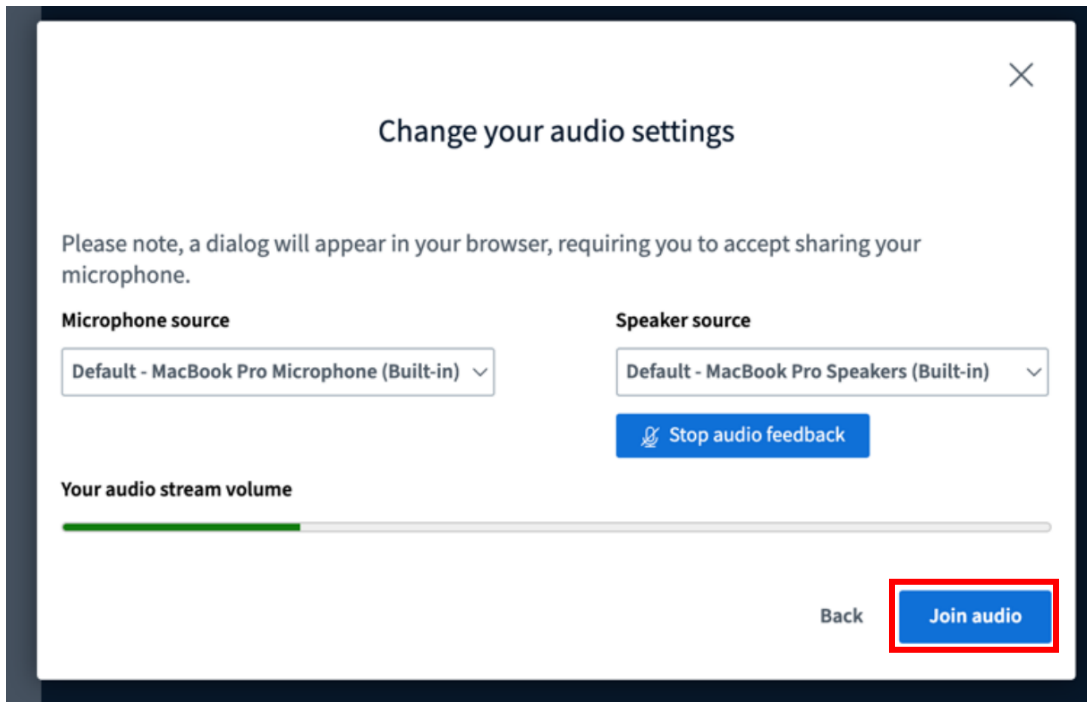 Change your audio settings
Please note, a dialog will appear in your browser, requiring you to accept sharing your
microphone.
Microphone source
Speaker source
Default - MacBook Pro Microphone (Built-in)
Default - MacBook Pro Speakers (Built-in)
Stop audio feedback
Your audio stream volume
Back
Join audio